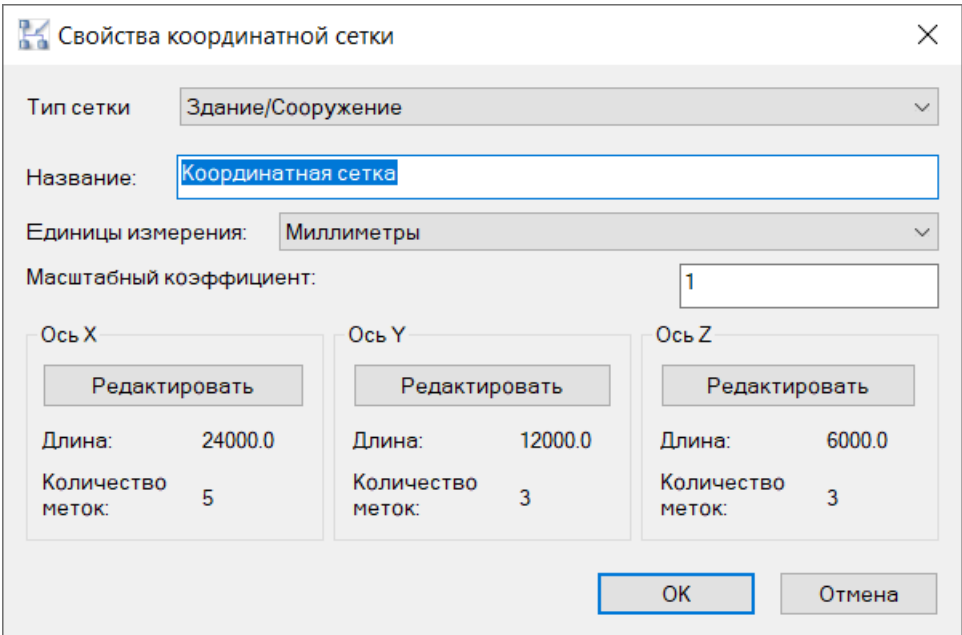 Свойства координатной сетки
Тип сетки Здание/Сооружение
Название: Координатная сетка
Единицы измерения: Миллиметры
Масштабный коэффициент: 1
Ось X Ось Y Ось Z
Редактировать Редактировать Редактировать
Длина: 24000.0 Длина: 12000.0 Длина: 6000.0
Количество меток: 5 Количество меток: 3 Количество меток: 3
OK Отмена